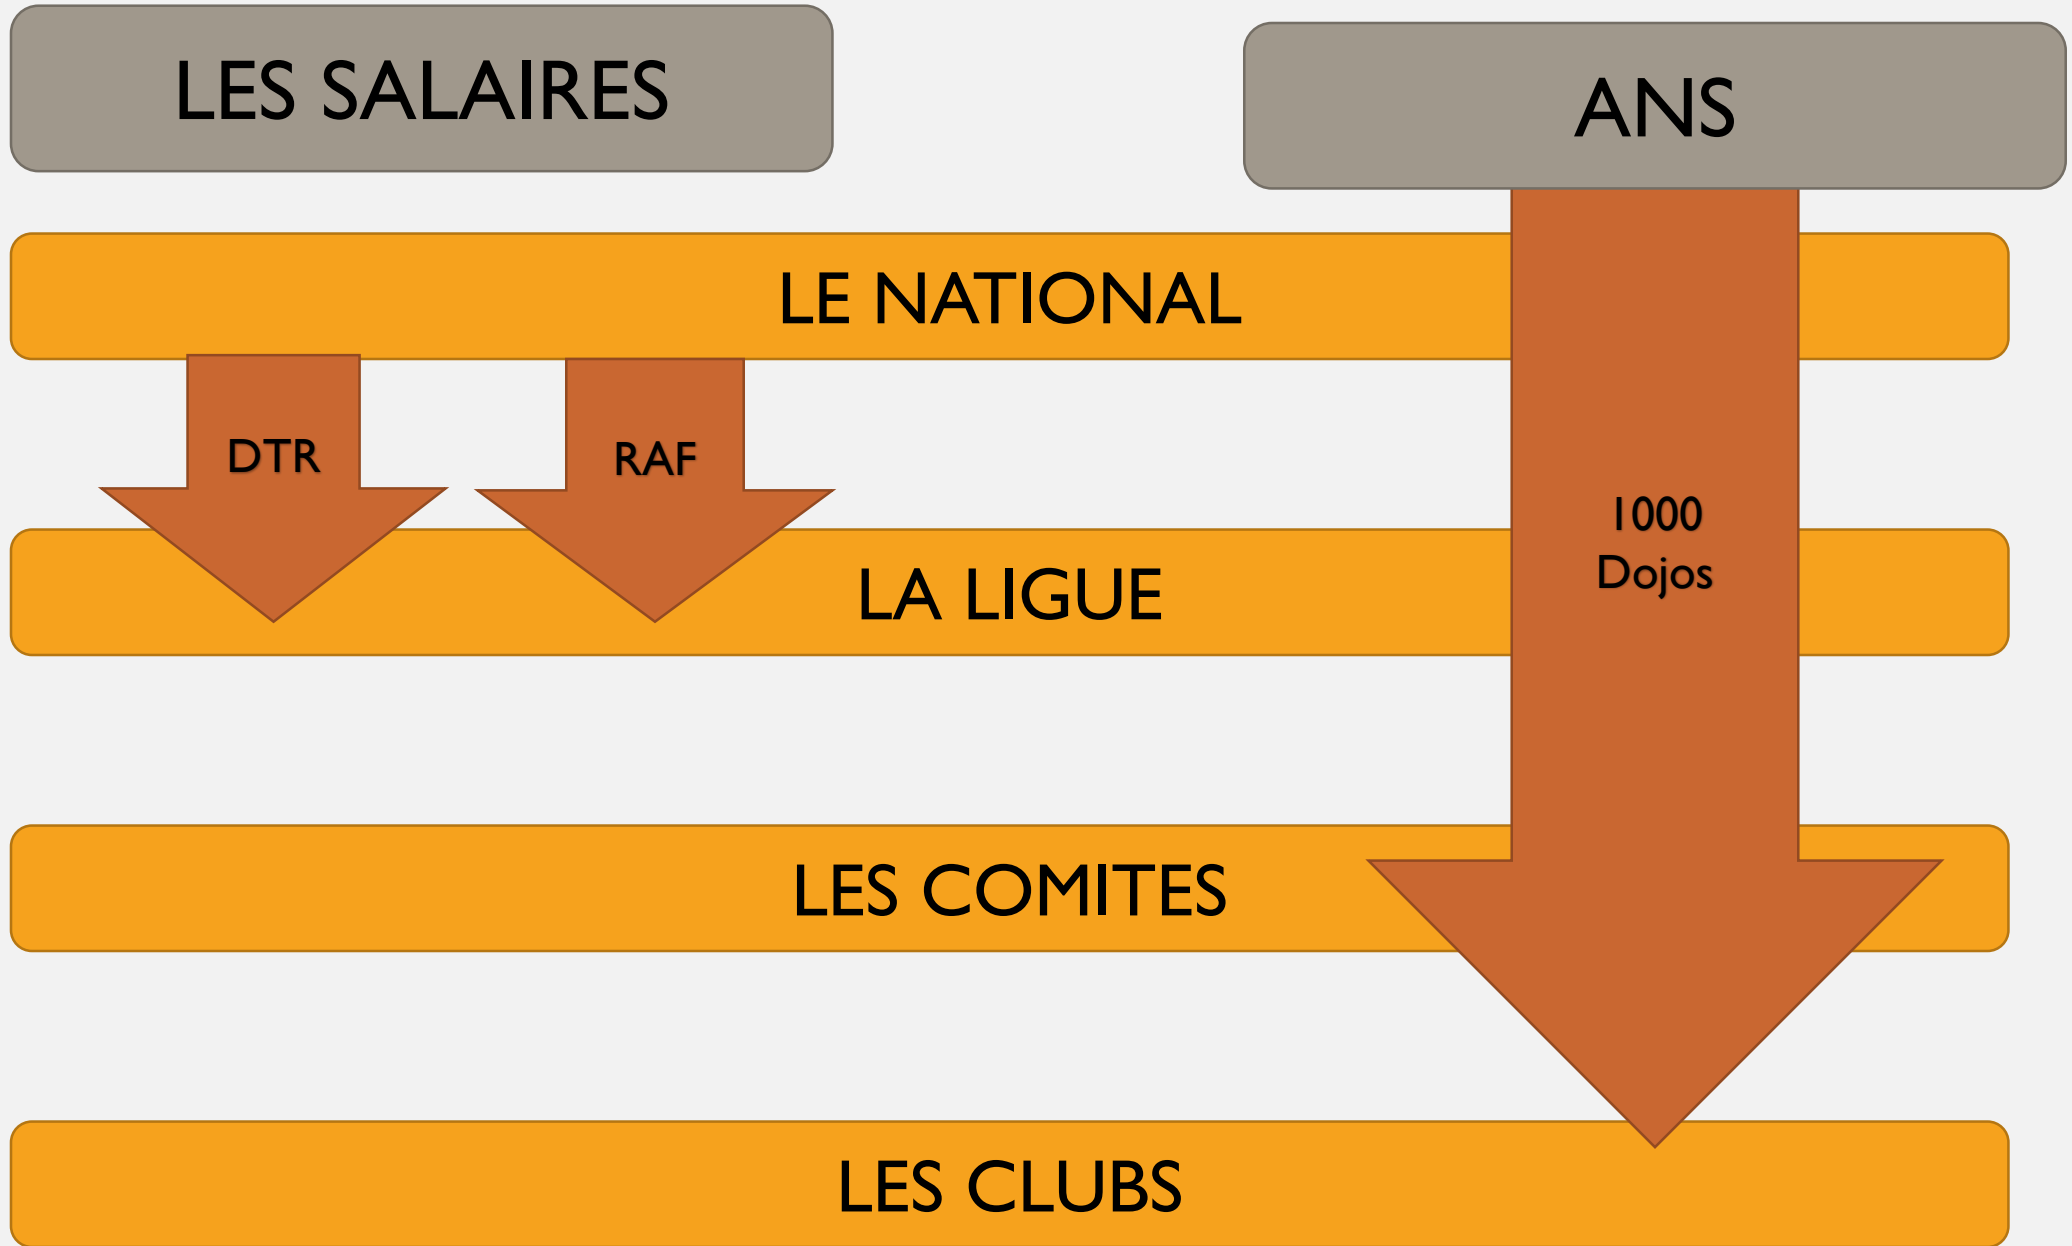 LES SALAIRES
ANS
LE NATIONAL
DTR
RAF
1000
Dojos
LA LIGUE
LES COMITES
LES CLUBS